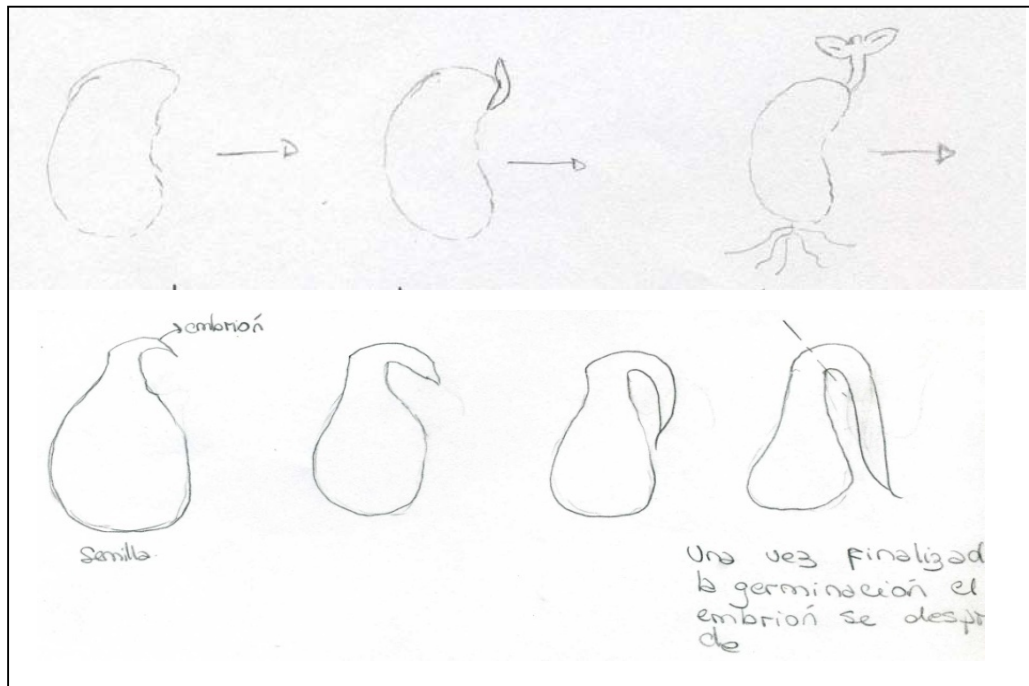 embrión
Semilla
Una vez finalizad
la germinación el
embrión se despr
de